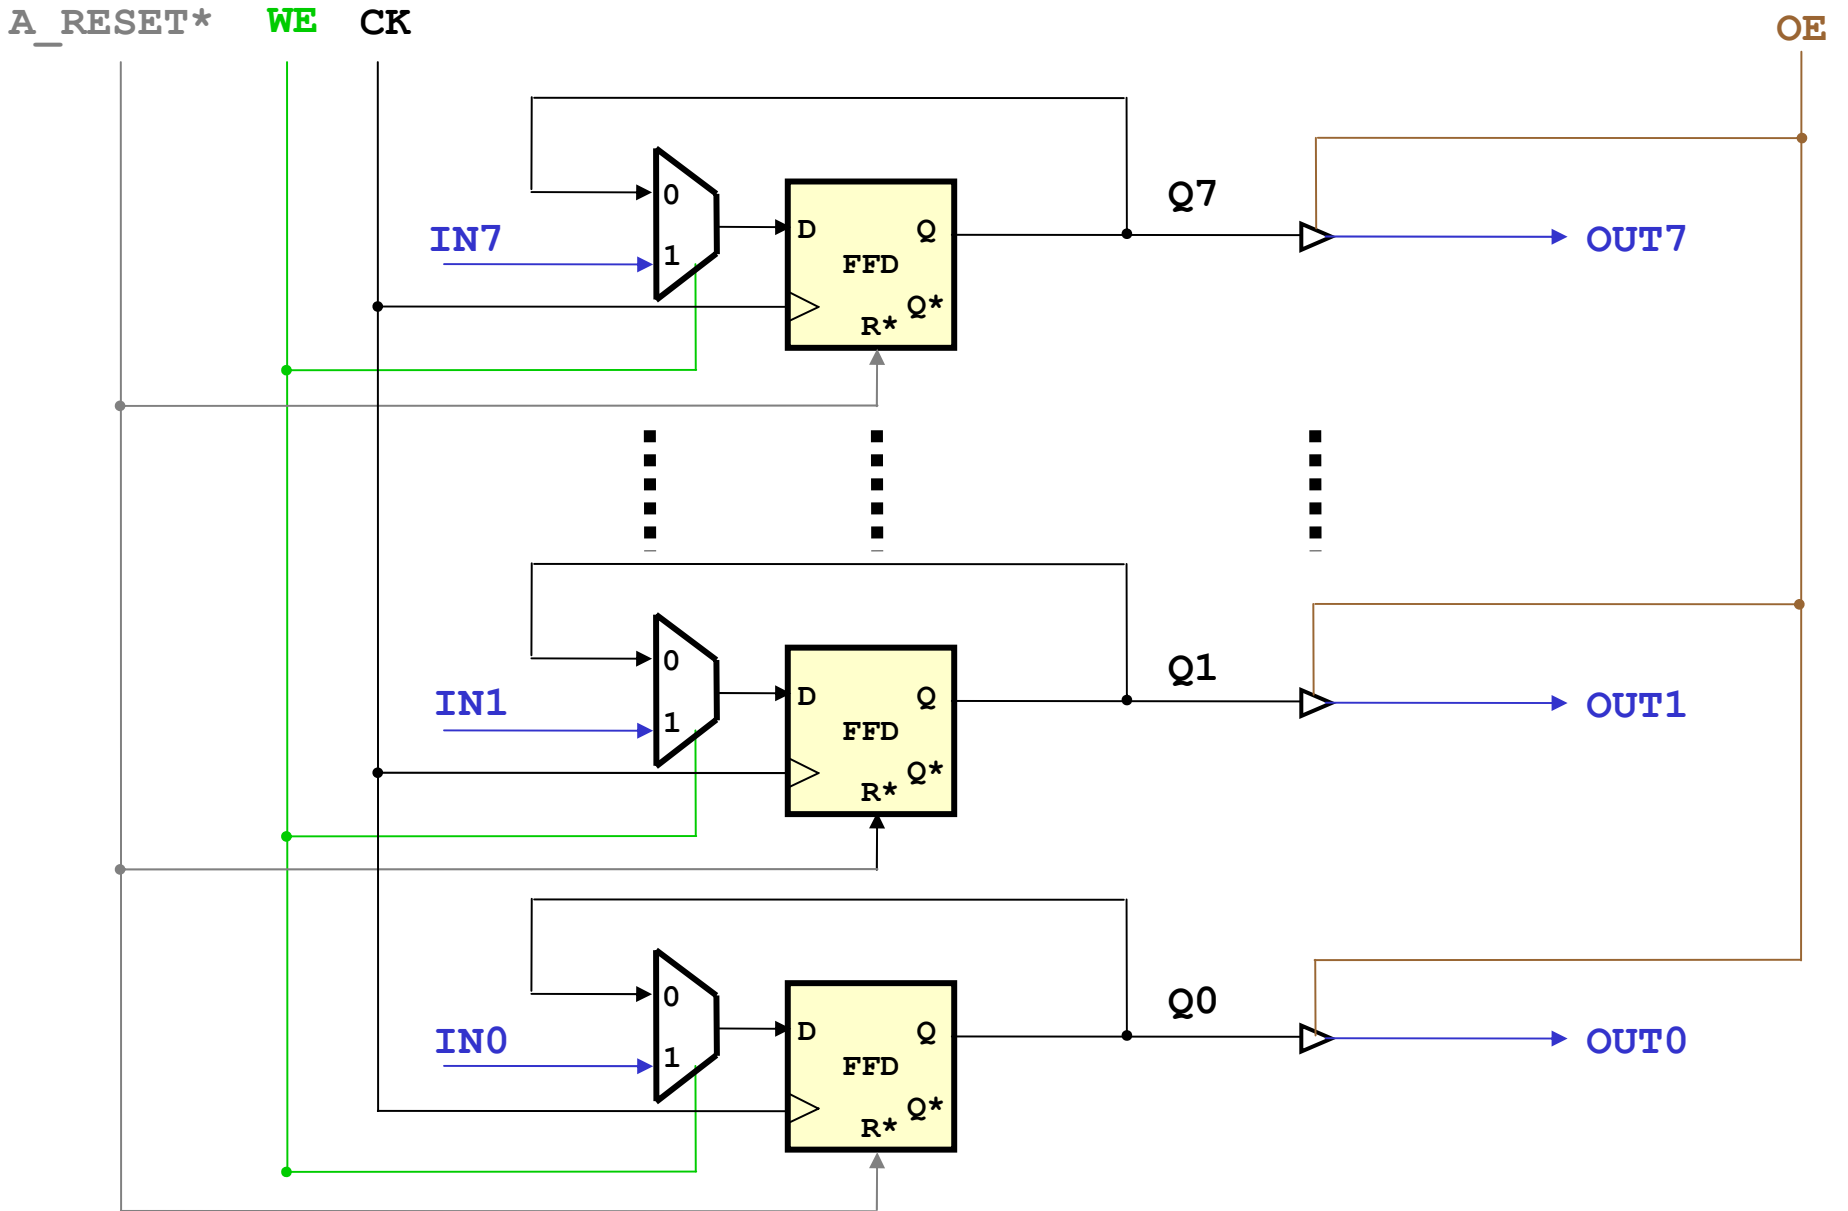 A_RESET* WE CK OE
Q7
0
IN7 D Q OUT7
1 FFD
Q*
R*
Q1
0
IN1 D Q OUT1
1 FFD
Q*
R*
Q0
0
IN0 D Q OUT0
1 FFD
Q*
R*